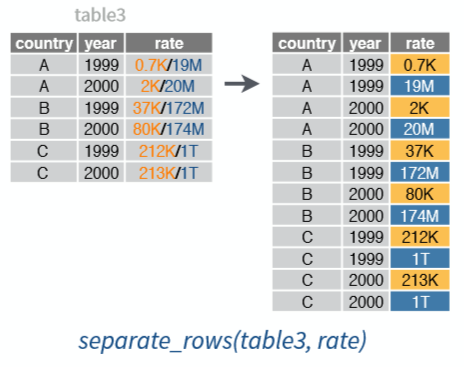 table3
country year rate
A 1999 0.7K/19M
A 2000 2K/20M
B 1999 37K/172M
B 2000 80K/174M
C 1999 212K/1T
C 2000 213K/1T
country year rate
A 1999 0.7K
A 1999 19M
A 2000 2K
A 2000 20M
B 1999 37K
B 1999 172M
B 2000 80K
B 2000 174M
C 1999 212K
C 1999 1T
C 2000 213K
C 2000 1T
separate_rows(table3, rate)